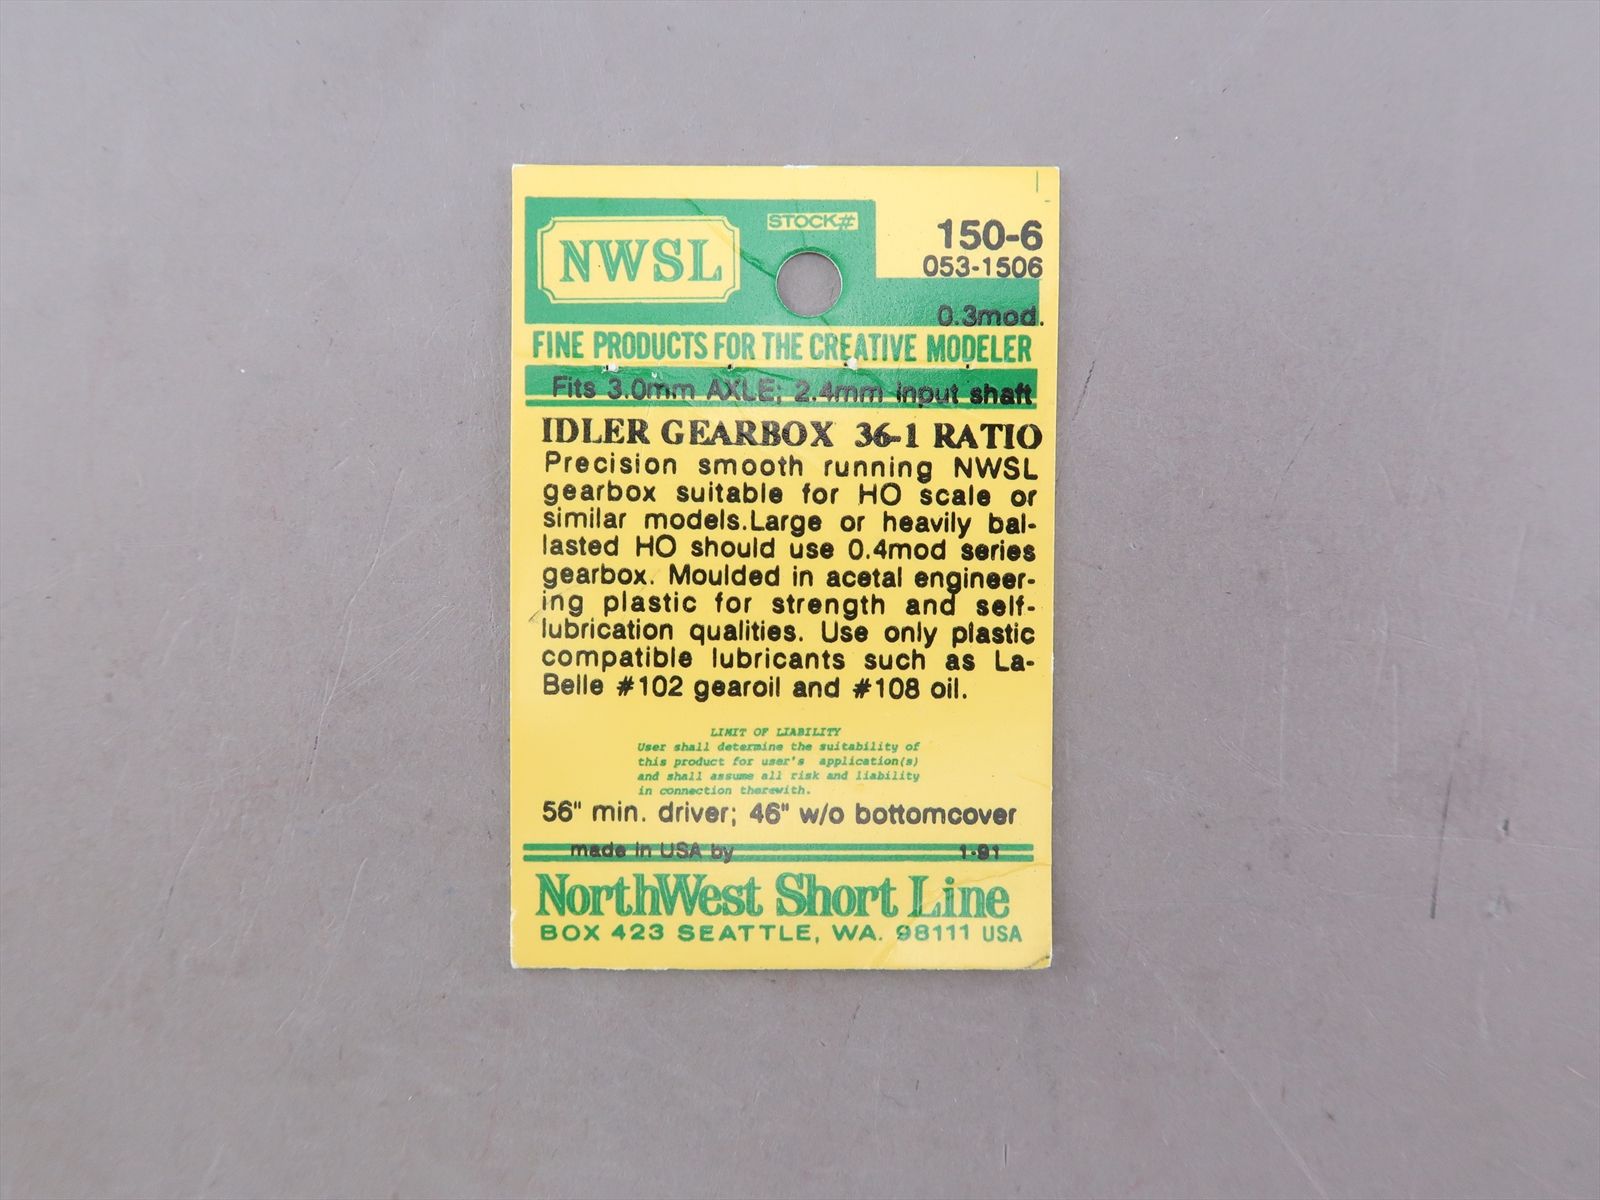 STOCK#
NWSL
150-6
053-1506
0.3mod.
FINE PRODUCTS FOR THE CREATIVE MODELER
Fits 3.0mm AXLE; 2.4mm input shaft
IDLER GEARBOX 36-1 RATIO
Precision smooth running NWSL
gearbox suitable for HO scale or
similar models.Large or heavily bal-
lasted HO should use 0.4mod series
gearbox. Moulded in acetal engineer-
ing plastic for strength and self-
lubrication qualities. Use only plastic
compatible lubricants such as La-
Belle #102 gearoil and #108 oil.
LIMIT OF LIABILITY
User shall determine the suitability of
this product for user's application(s)
and shall assume all risk and liability
in connection therewith.
56" min. driver; 46" w/o bottomcover
made in USA by 1-91
NorthWest Short Line
BOX 423 SEATTLE, WA. 98111 USA